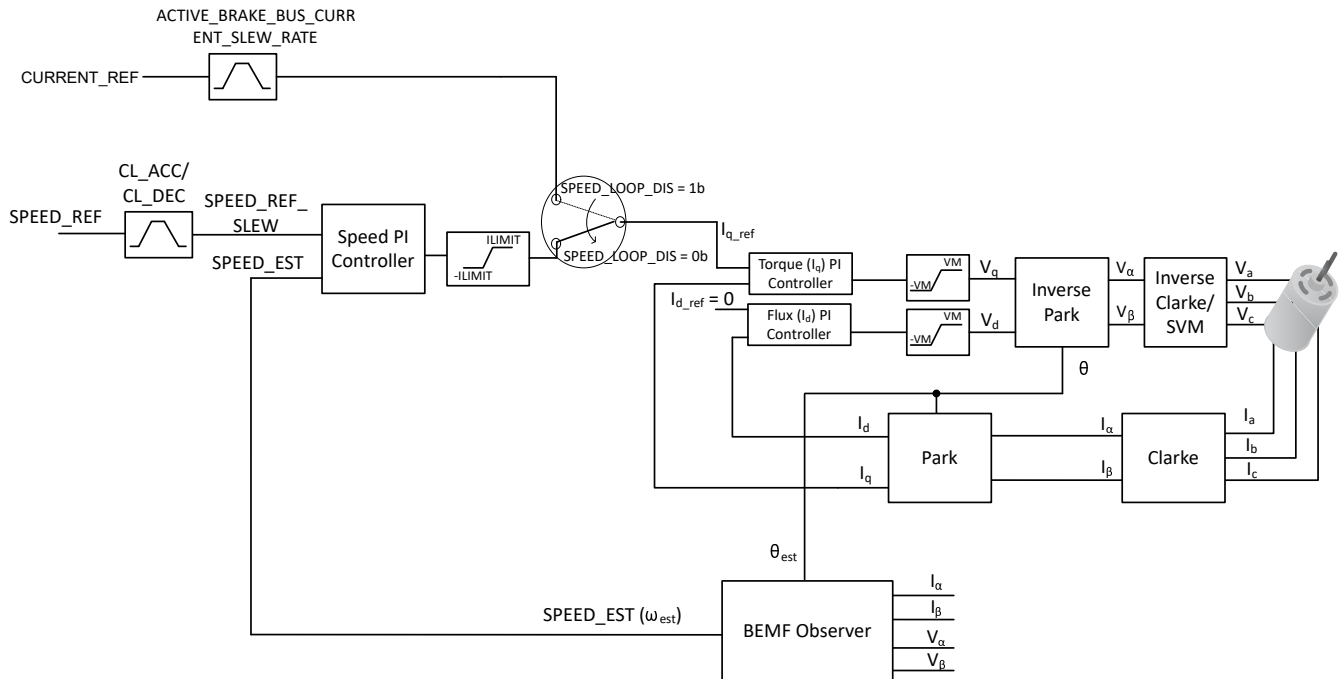 ACTIVE_BRAKE_BUS_CURR
ENT_SLEW_RATE
CURRENT_REF
CL_ACC/
CL_DEC
SPEED_REF
SPEED_REF_
SLEW
SPEED_EST
Speed PI
Controller
ILIMIT
-ILIMIT
SPEED_LOOP_DIS = 1b
SPEED_LOOP_DIS = 0b
Iq_ref
Torque (Iq) PI
Controller
VM
-VM
Vq
Id_ref = 0
Flux (Id) PI
Controller
VM
-VM
Vd
Inverse
Park
Vα
Vβ
Inverse
Clarke/
SVM
Va
Vb
Vc
θ
Id
Iq
Park
Iα
Iβ
Clarke
Ia
Ib
Ic
θest
SPEED_EST (ωest)
BEMF Observer
Iα
Iβ
Vα
Vβ